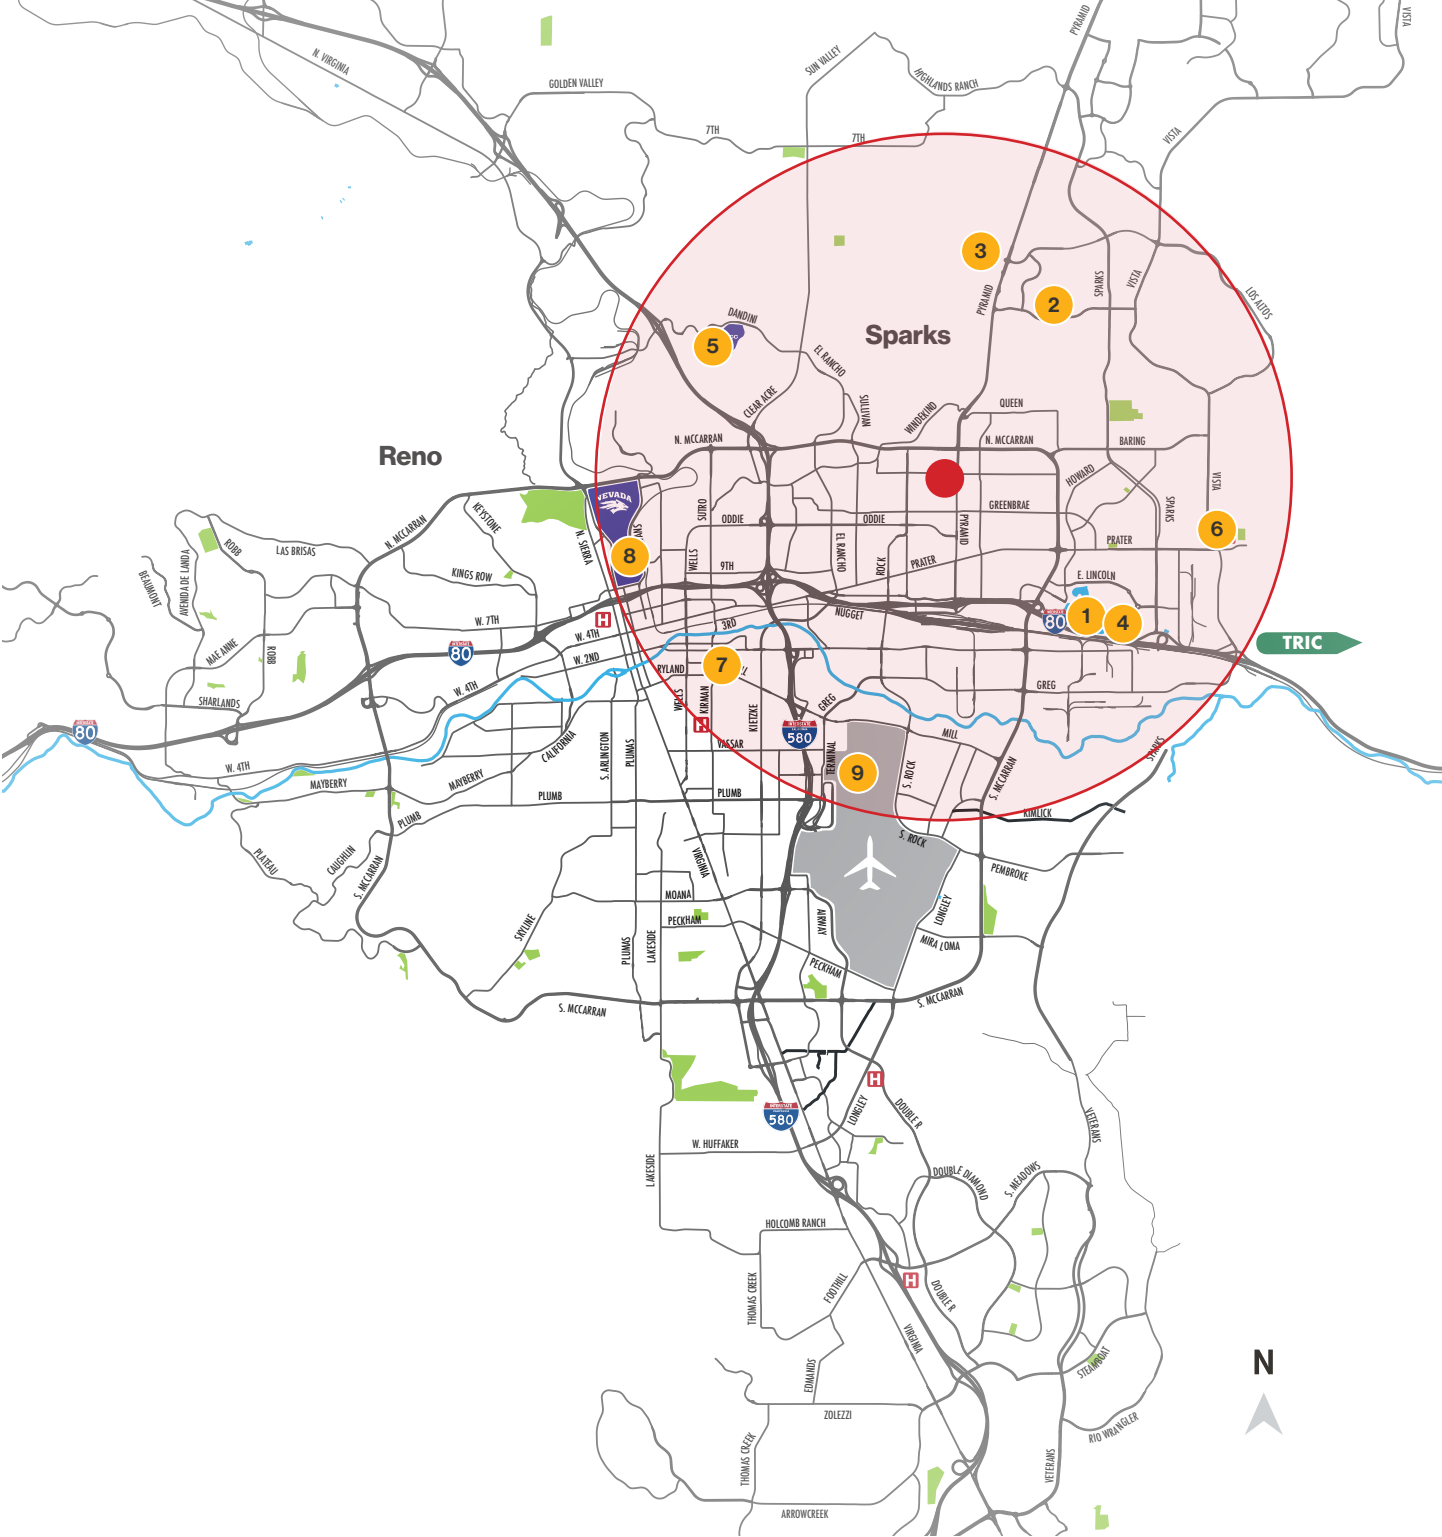 PYRAMID
VISTA
N. VIRGINIA
SUN VALLEY
HIGHLANDS RANCH
GOLDEN VALLEY
7TH
7TH
VISTA
3
2
PYRAMID
SPARKS
VISTA
LOS ALTOS
DANDINI
5
Sparks
EL RANCHO
CLEAR ACRE
SULLIVAN
WINDEKIND
QUEEN
N. MCCARRAN
N. MCCARRAN
BARING
Reno
HOWARD
VISTA
NEVADA
KEYSTONE
N. MCCARRAN
SUTRO
ODDIE
ODDIE
GREENBRAE
SPARKS
PYRAMID
6
N. SIERRA
8
WELLS
9TH
EL RANCHO
ROCK
PRATER
PRATER
ROBB
LAS BRISAS
BEAUMONT
AVENIDA DE LANDA
KINGS ROW
E. LINCOLN
80
1
4
NUGGET
3RD
W. 7TH
W. 4TH
W. 2ND
TRIC
MAE ANNE
ROBB
80
W. 4TH
RYLAND
7
GREG
GREG
SHARLANDS
WELLS
KIRMAN
KIETZKE
580
MILL
80
VASSAR
TERMINAL
9
S. ROCK
S. MCCARRAN
SPARKS
CALIFORNIA
S. ARLINGTON
PLUMAS
W. 4TH
MAYBERRY
MAYBERRY
PLUMB
PLUMB
PLUMB
KIMLICK
S. ROCK
PLATEAU
CAUGHLIN
S. MCCARRAN
VIRGINIA
PEMBROKE
MOANA
PECKHAM
AIRWAY
LONGLEY
SKYLINE
PLUMAS
LAKESIDE
MIRA LOMA
PECKHAM
S. MCCARRAN
S. MCCARRAN
580
LONGLEY
DOUBLE R
VETERANS
W. HUFFAKER
LAKESIDE
DOUBLE DIAMOND
S. MEADOWS
HOLCOMB RANCH
THOMAS CREEK
FOOTHILL
DOUBLE R
VIRGINIA
STEAMBOAT
N
EDMANDS
ZOLEZZI
RIO WRANGLER
THOMAS CREEK
VETERANS
ARROWCREEK